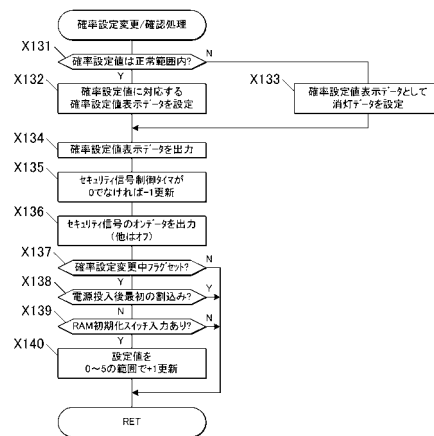 確率設定変更/確認処理
X131
確率設定値は正常範囲内?
N
X132
Y
X133
確率設定値に対応する
確率設定値表示データを設定
確率設定値表示データとして
消灯データを設定
X134
確率設定値表示データを出力
X135
セキュリティ信号制御タイマが
0でなければ-1更新
X136
セキュリティ信号のオンデータを出力
(他はオフ)
X137
確率設定変更中フラグセット?
N
X138
Y
電源投入後最初の割込み?
Y
X139
N
RAM初期化スイッチ入力あり?
N
X140
Y
設定値を
0~5の範囲で+1更新
RET